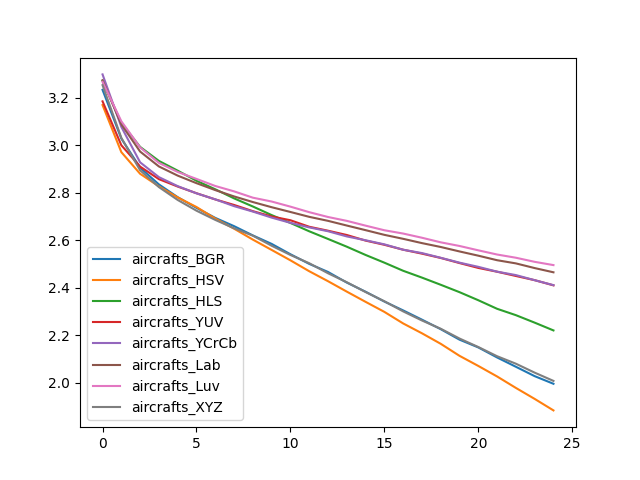 3.2
3.0
2.8
2.6
2.4
2.2
2.0
aircrafts_BGR
aircrafts_HSV
aircrafts_HLS
aircrafts_YUV
aircrafts_YCrCb
aircrafts_Lab
aircrafts_Luv
aircrafts_XYZ
0 5 10 15 20 25